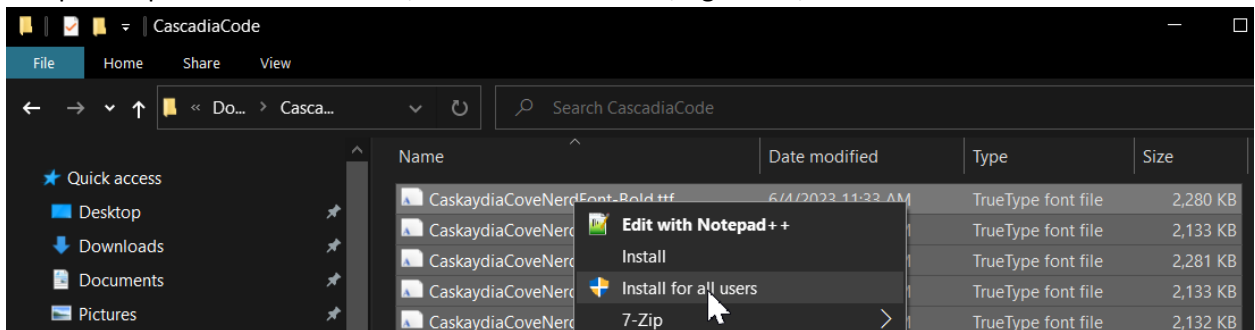 CascadiaCode
File Home Share View
« Do... > Casca... Search CascadiaCode
Name Date modified Type Size
Quick access
CaskaydiaCoveNerdFont-Bold.ttf 6/4/2023 11:33 AM TrueType font file 2,280 KB
Desktop
Edit with Notepad++
CaskaydiaCoveNerd TrueType font file 2,133 KB
Downloads
Install
CaskaydiaCoveNerd TrueType font file 2,281 KB
Documents
Install for all users
CaskaydiaCoveNerd TrueType font file 2,133 KB
Pictures
7-Zip
CaskaydiaCoveNerd TrueType font file 2,132 KB